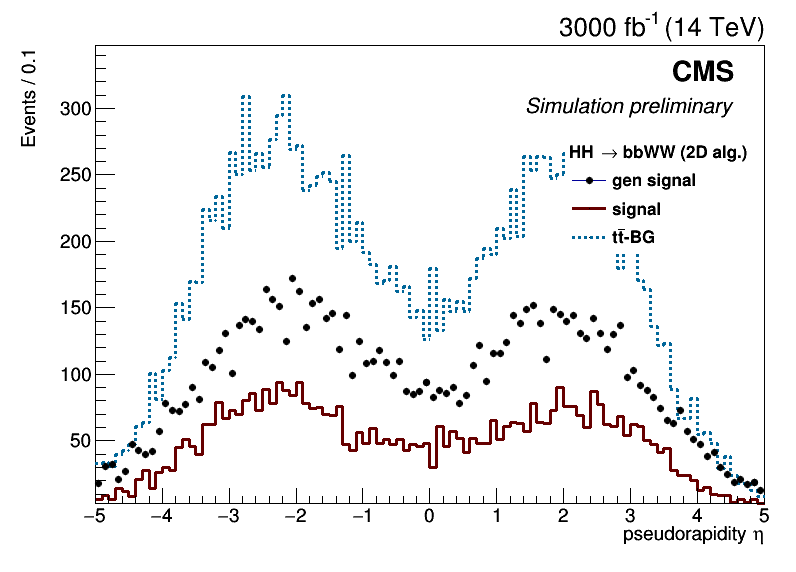 3000 fb-1 (14 TeV)
CMS
Simulation preliminary
HH → bbWW (2D alg.)
gen signal
signal
tt̄-BG
Events / 0.1
300
250
200
150
100
50
−5 −4 −3 −2 −1 0 1 2 3 4 5
pseudorapidity η